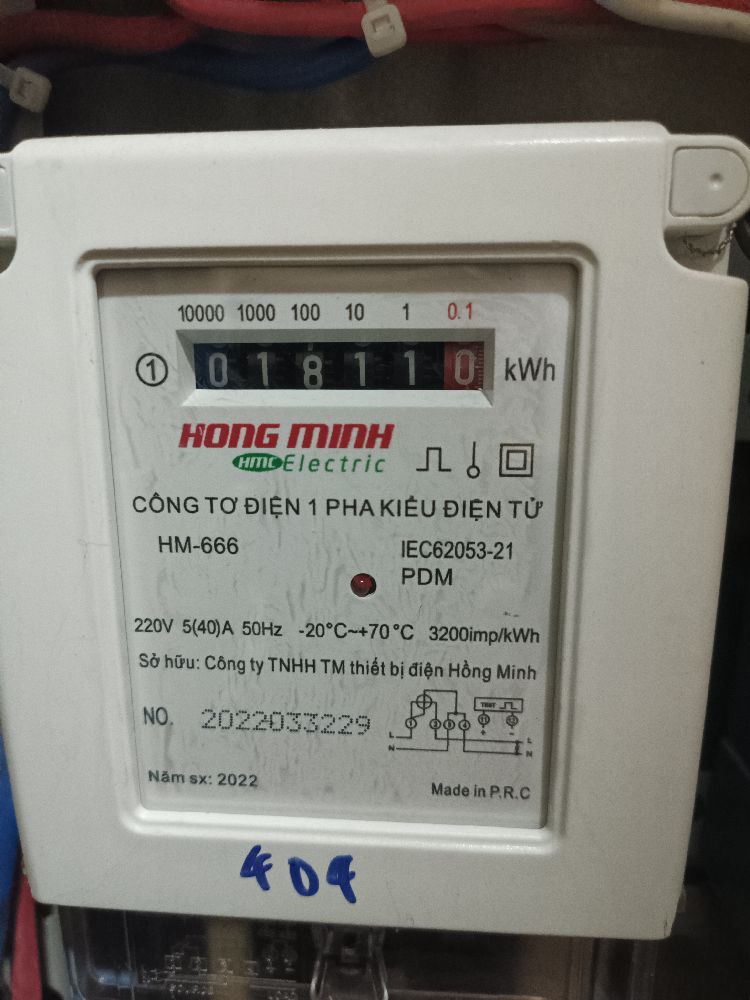 10000 1000 100 10 1 0.1
1 0 1 8 1 1 0 kWh
HONG MINH
HMC Electric
CÔNG TƠ ĐIỆN 1 PHA KIỂU ĐIỆN TỬ
HM-666 IEC62053-21
PDM
220V 5(40)A 50Hz -20°C~+70°C 3200imp/kWh
Sở hữu: Công ty TNHH TM thiết bị điện Hồng Minh
NO. 2022033229
TEST
L L
N N
Năm sx: 2022 Made in P.R.C
404